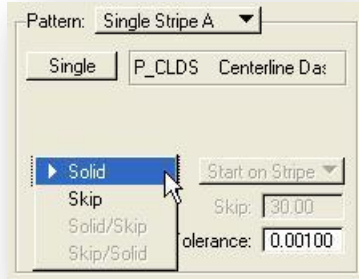 Pattern: Single Stripe A
Single P_CLDS Centerline Das
Solid Start on Stripe
Skip Skip: 30.00
Solid/Skip
Skip/Solid olerance: 0.00100